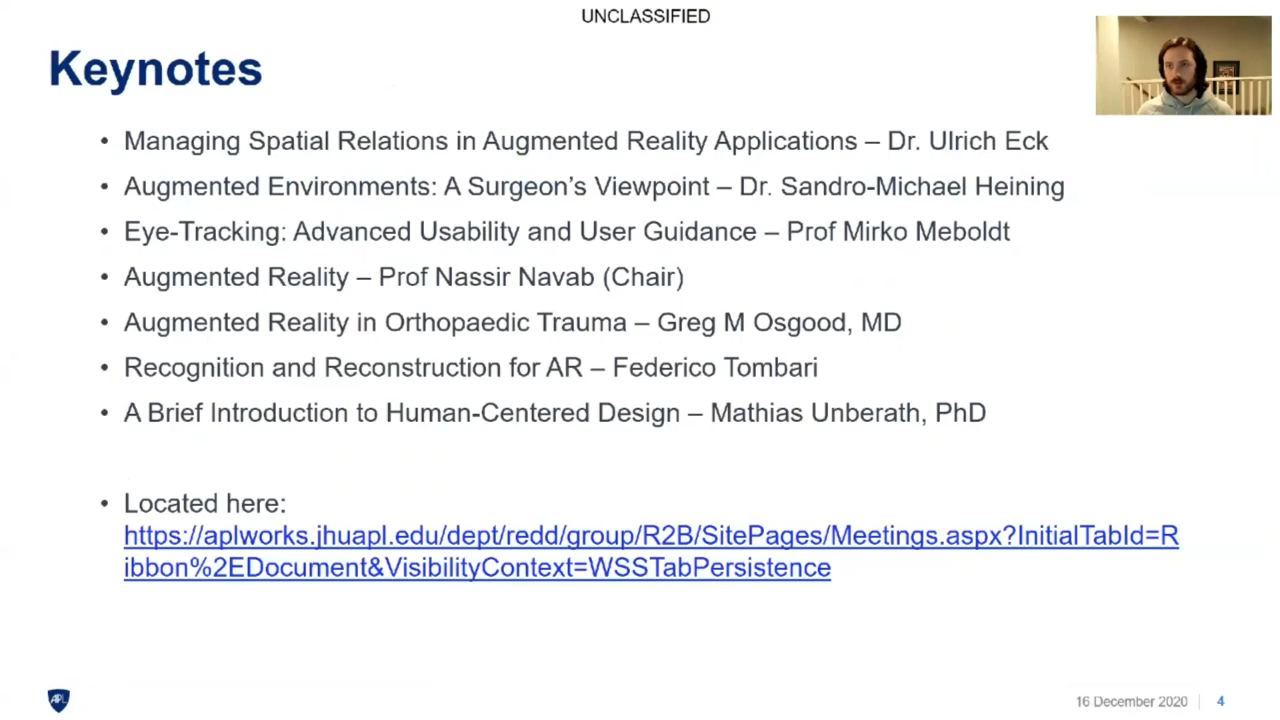 UNCLASSIFIED
Keynotes
• Managing Spatial Relations in Augmented Reality Applications – Dr. Ulrich Eck
• Augmented Environments: A Surgeon’s Viewpoint – Dr. Sandro-Michael Heining
• Eye-Tracking: Advanced Usability and User Guidance – Prof Mirko Meboldt
• Augmented Reality – Prof Nassir Navab (Chair)
• Augmented Reality in Orthopaedic Trauma – Greg M Osgood, MD
• Recognition and Reconstruction for AR – Federico Tombari
• A Brief Introduction to Human-Centered Design – Mathias Unberath, PhD
• Located here:
https://aplworks.jhuapl.edu/dept/redd/group/R2B/SitePages/Meetings.aspx?InitialTabId=R
ibbon%2EDocument&VisibilityContext=WSSTabPersistence
APL
16 December 2020
4